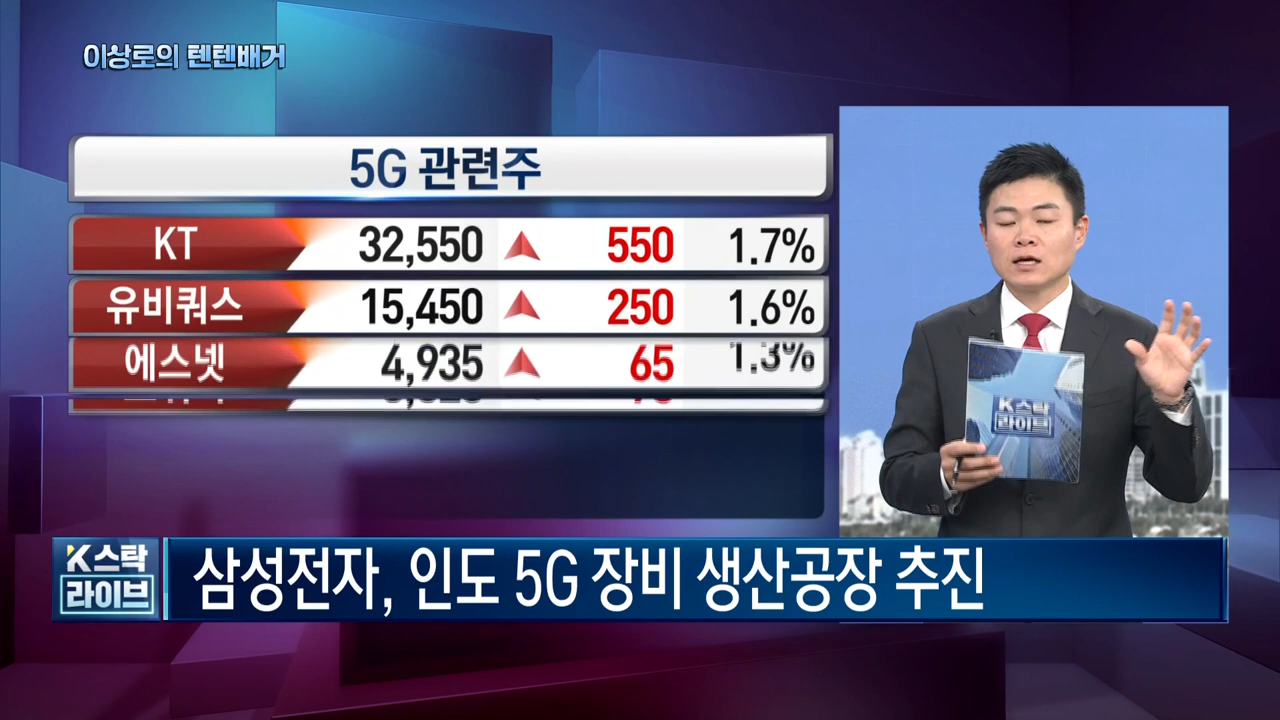 이상로의 텐텐배거
5G 관련주
KT 32,550 550 1.7%
유비쿼스 15,450 250 1.6%
에스넷 4,935 65 1.3%
K스탁
라이브
K스탁
라이브
삼성전자, 인도 5G 장비 생산공장 추진